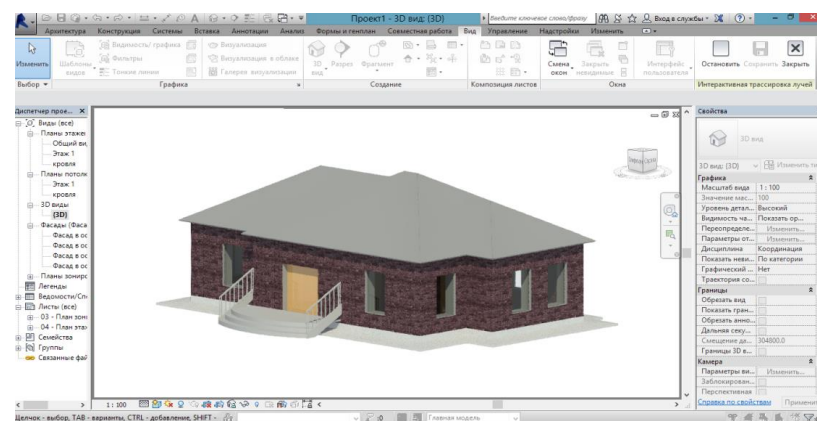 Проект1 - 3D вид: {3D}
Введите ключевое слово/фразу
Вход в службы
Архитектура Конструкция Системы Вставка Аннотации Анализ Формы и генплан Совместная работа Вид Управление Надстройки Изменить
Изменить
Шаблоны видов
Видимость/ графика
Фильтры
Тонкие линии
Визуализация
Визуализация в облаке
Галерея визуализации
3D вид
Разрез
Фрагмент
Смена окон
Закрыть невидимые
Интерфейс пользователя
Остановить Сохранить Закрыть
Выбор
Графика
Создание
Композиция листов
Окна
Интерактивная трассировка лучей
Диспетчер прое...
Виды (все)
Планы этажей
Общий ви
Этаж 1
кровля
Планы потолк
Этаж 1
кровля
3D виды
{3D}
Фасады (Фаса
Фасад в ос
Фасад в ос
Фасад в ос
Фасад в ос
Планы зонирс
Легенды
Ведомости/Спе
Листы (все)
03 - План зон
04 - План этаж
Семейства
Группы
Связанные фай
Свойства
3D вид
3D вид: {3D}
Изменить ти
Графика
Масштаб вида 1 : 100
Значение мас... 100
Уровень детал... Высокий
Видимость ча... Показать ор...
Переопределе... Изменить...
Параметры от... Изменить...
Дисциплина Координация
Показать неви... По категории
Графический ... Нет
Траектория со...
Границы
Обрезать вид
Показать гран...
Обрезать анно...
Дальняя секу...
Смещение да... 304800.0
Границы 3D в...
Камера
Параметры ви... Изменить...
Заблокирован...
Перспективная
Справка по свойствам
Применит
1 : 100
Щелчок - выбор, TAB - варианты, CTRL - добавление, SHIFT -
:0
Главная модель